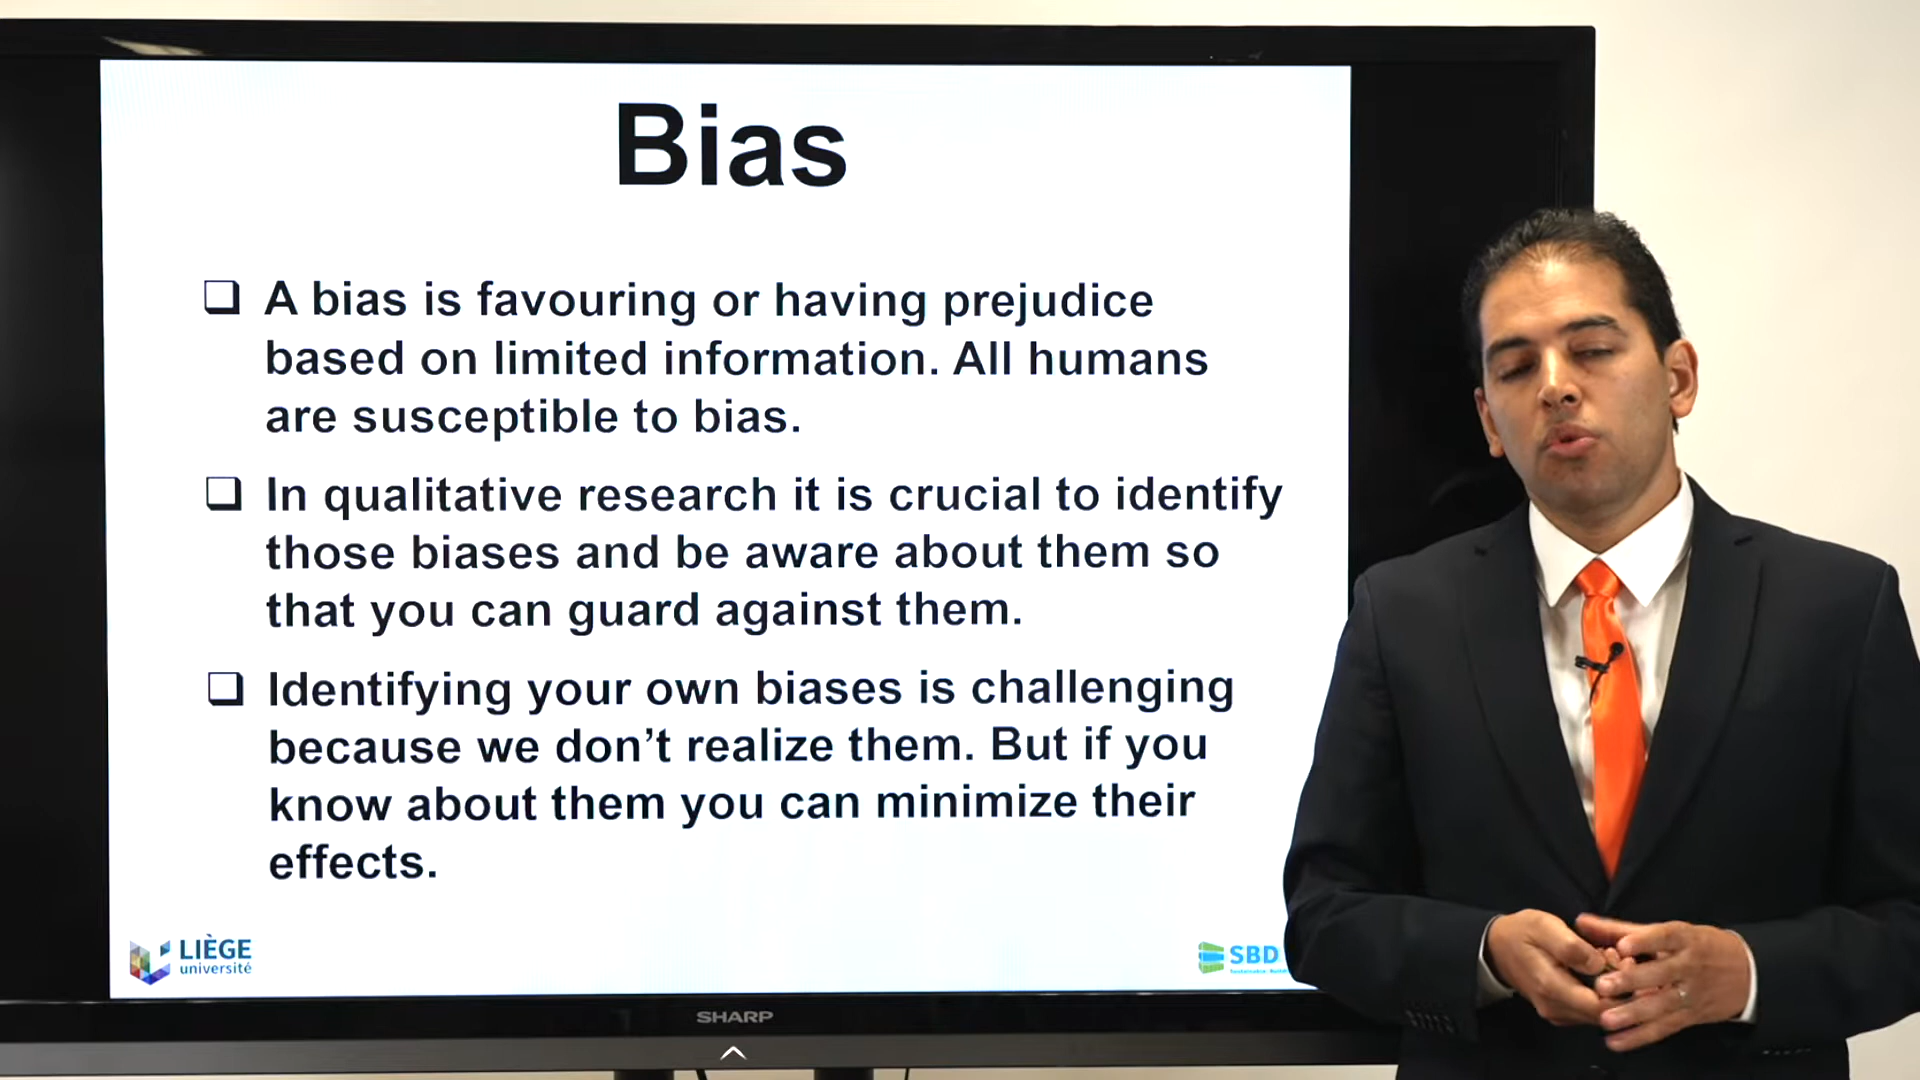 Bias
❑ A bias is favouring or having prejudice
based on limited information. All humans
are susceptible to bias.
❑ In qualitative research it is crucial to identify
those biases and be aware about them so
that you can guard against them.
❑ Identifying your own biases is challenging
because we don’t realize them. But if you
know about them you can minimize their
effects.
LIÈGE
université
SBD
SHARP